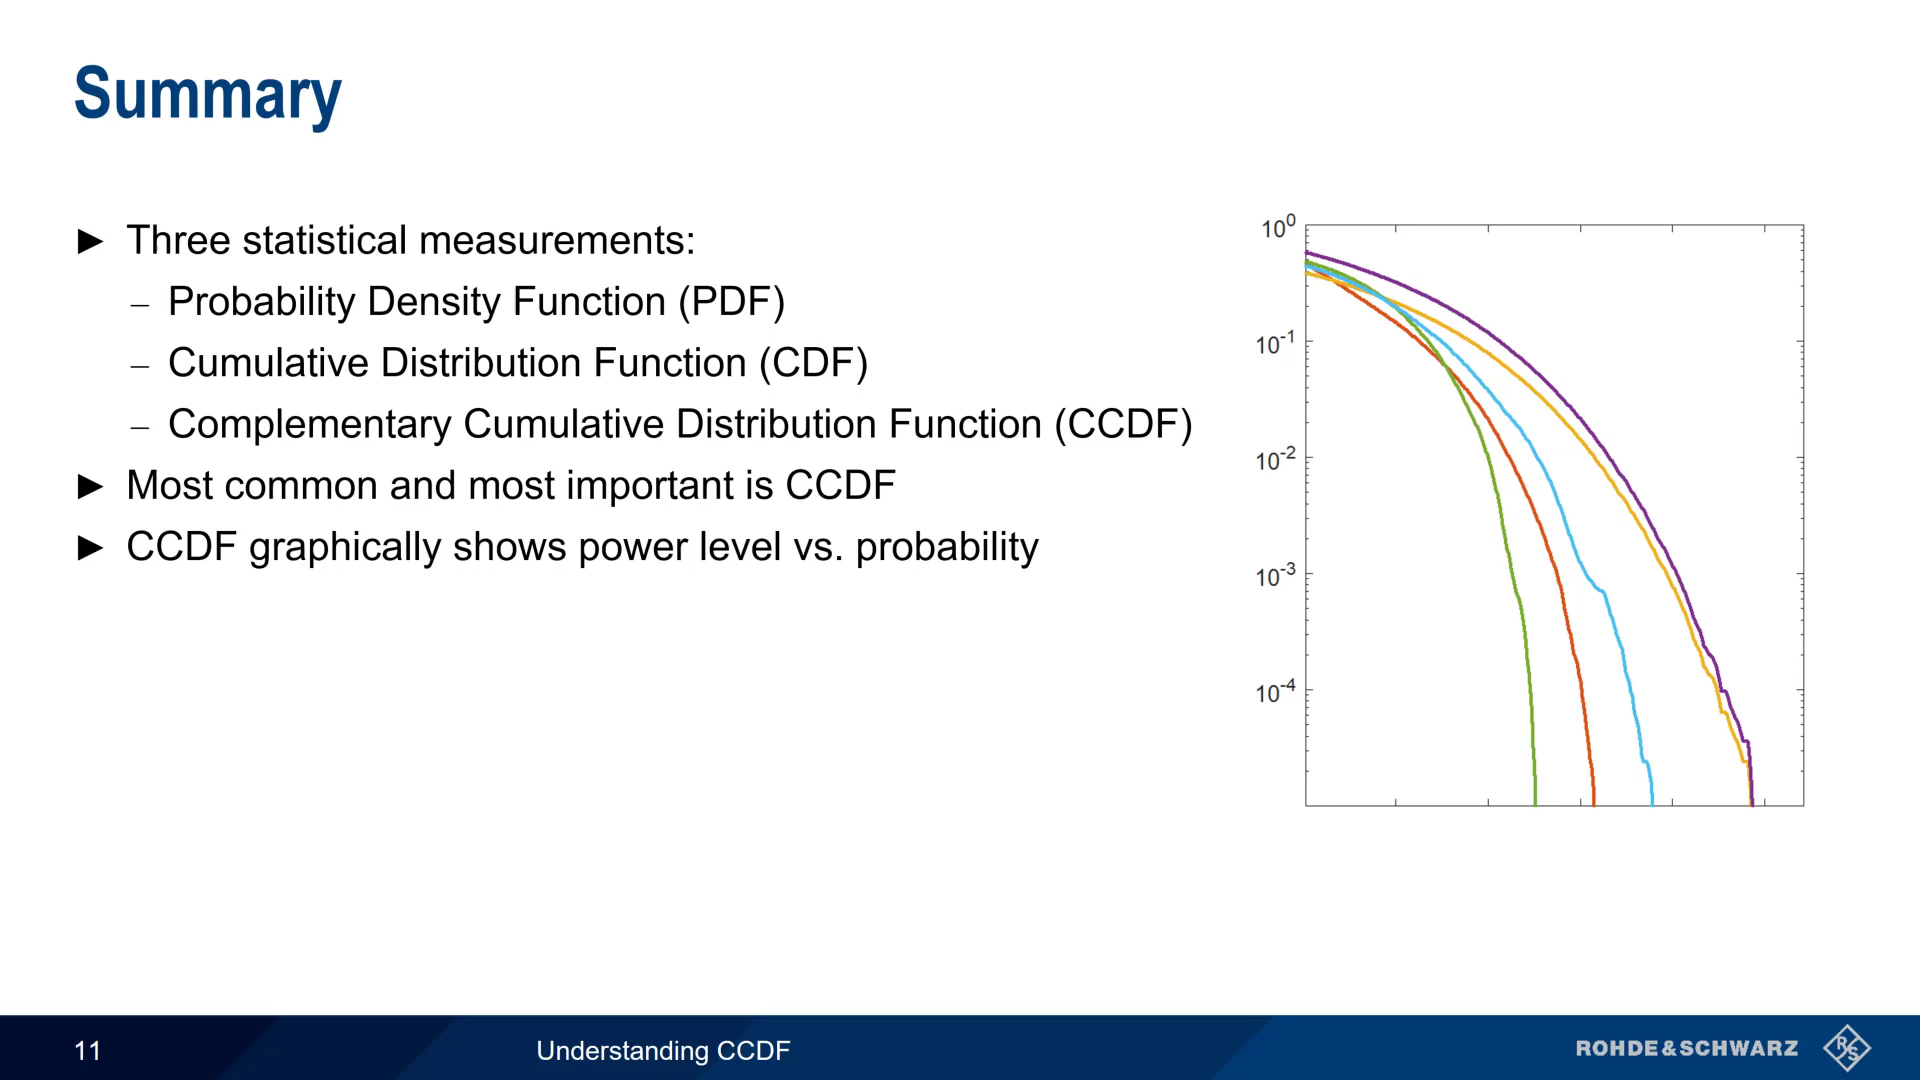 Summary
► Three statistical measurements:
– Probability Density Function (PDF)
– Cumulative Distribution Function (CDF)
– Complementary Cumulative Distribution Function (CCDF)
► Most common and most important is CCDF
► CCDF graphically shows power level vs. probability
10⁰
10⁻¹
10⁻²
10⁻³
10⁻⁴
11
Understanding CCDF
ROHDE & SCHWARZ
R S